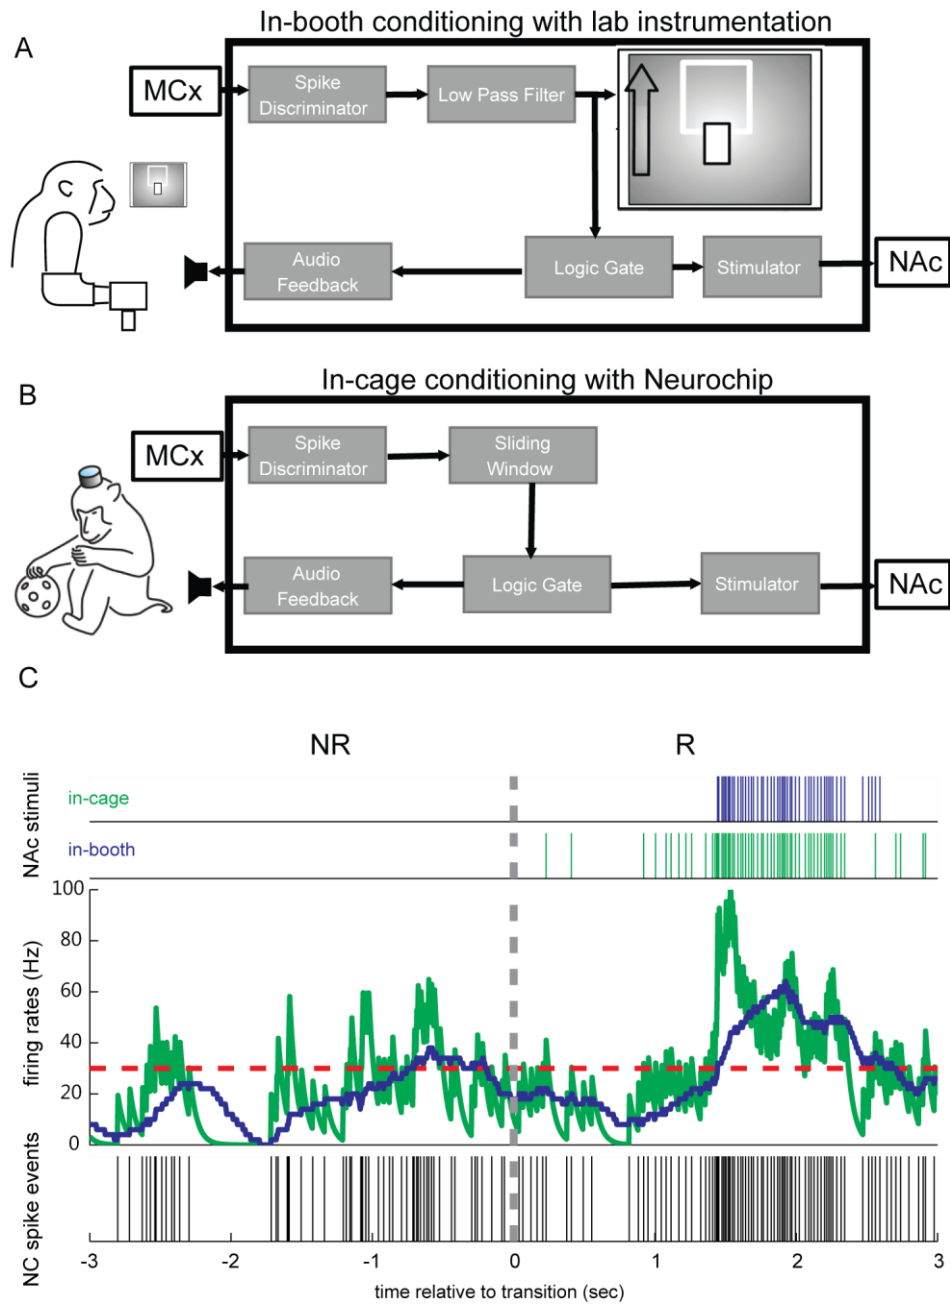 In-booth conditioning with lab instrumentation
A
MCx
Spike
Discriminator
Low Pass Filter
Audio
Feedback
Logic Gate
Stimulator
NAc
In-cage conditioning with Neurochip
B
MCx
Spike
Discriminator
Sliding
Window
Audio
Feedback
Logic Gate
Stimulator
NAc
C
NR
R
NAc stimuli
in-cage
in-booth
firing rates (Hz)
100
80
60
40
20
0
NC spike events
-3
-2
-1
0
1
2
3
time relative to transition (sec)